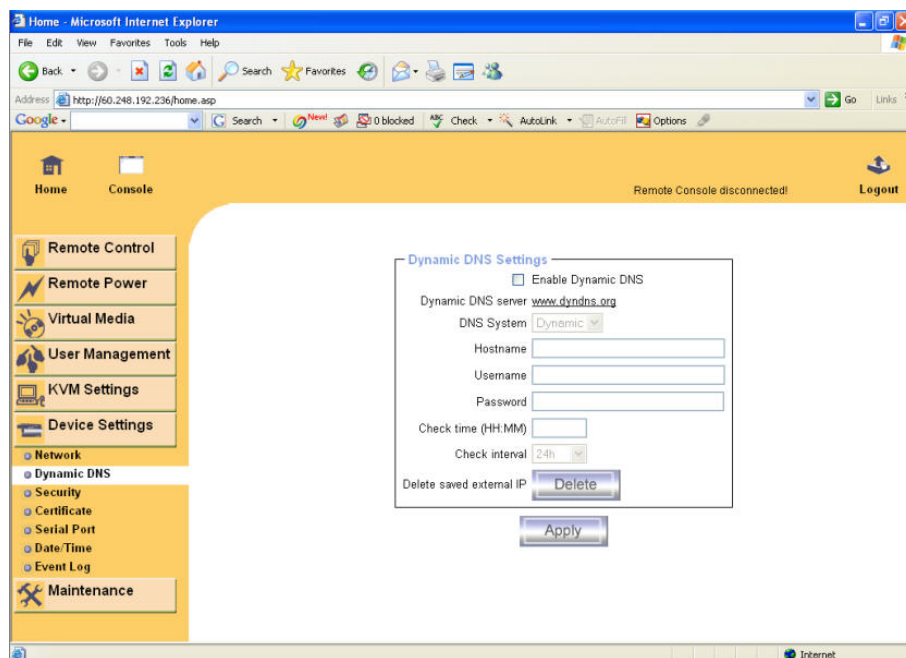 Home - Microsoft Internet Explorer
File Edit View Favorites Tools Help
Back Search Favorites
Address http://60.248.192.236/home.asp Go Links
Google Search New! 0 blocked ABC Check AutoLink AutoFill Options
Home Console Remote Console disconnected! Logout
Remote Control
Remote Power
Virtual Media
User Management
KVM Settings
Device Settings
Network
Dynamic DNS
Security
Certificate
Serial Port
Date/Time
Event Log
Maintenance
Dynamic DNS Settings
Enable Dynamic DNS
Dynamic DNS server www.dyndns.org
DNS System Dynamic
Hostname
Username
Password
Check time (HH:MM)
Check interval 24h
Delete saved external IP Delete
Apply
Internet